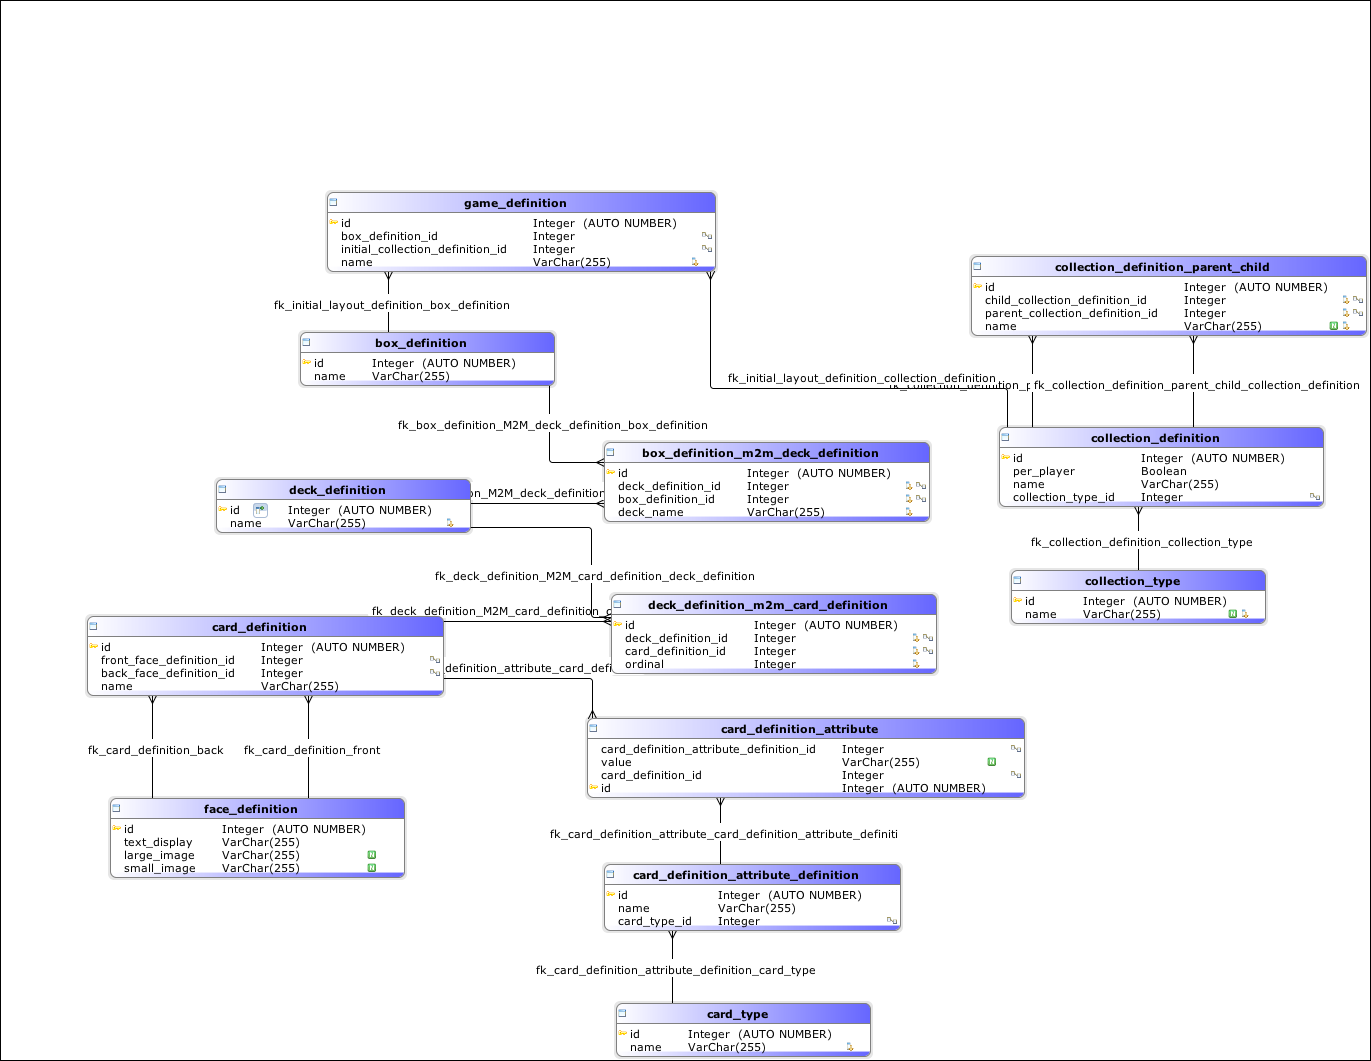 game_definition
id Integer (AUTO NUMBER)
box_definition_id Integer
initial_collection_definition_id Integer
name VarChar(255)
collection_definition_parent_child
id Integer (AUTO NUMBER)
child_collection_definition_id Integer
parent_collection_definition_id Integer
name VarChar(255)
fk_initial_layout_definition_box_definition
box_definition
id Integer (AUTO NUMBER)
name VarChar(255)
fk_initial_layout_definition_collection_definition
fk_collection_definition_parent_child_collection_definition
fk_box_definition_M2M_deck_definition_box_definition
collection_definition
id Integer (AUTO NUMBER)
per_player Boolean
name VarChar(255)
collection_type_id Integer
box_definition_m2m_deck_definition
id Integer (AUTO NUMBER)
deck_definition_id Integer
box_definition_id Integer
deck_name VarChar(255)
deck_definition
id Integer (AUTO NUMBER)
name VarChar(255)
on_M2M_deck_definition
fk_collection_definition_collection_type
collection_type
id Integer (AUTO NUMBER)
name VarChar(255)
fk_deck_definition_M2M_card_definition_deck_definition
fk_deck_definition_M2M_card_definition_c
deck_definition_m2m_card_definition
id Integer (AUTO NUMBER)
deck_definition_id Integer
card_definition_id Integer
ordinal Integer
card_definition
id Integer (AUTO NUMBER)
front_face_definition_id Integer
back_face_definition_id Integer
name VarChar(255)
definition_attribute_card_defi
card_definition_attribute
card_definition_attribute_definition_id Integer
value VarChar(255)
card_definition_id Integer
id Integer (AUTO NUMBER)
fk_card_definition_back
fk_card_definition_front
face_definition
id Integer (AUTO NUMBER)
text_display VarChar(255)
large_image VarChar(255)
small_image VarChar(255)
fk_card_definition_attribute_card_definition_attribute_definiti
card_definition_attribute_definition
id Integer (AUTO NUMBER)
name VarChar(255)
card_type_id Integer
fk_card_definition_attribute_definition_card_type
card_type
id Integer (AUTO NUMBER)
name VarChar(255)